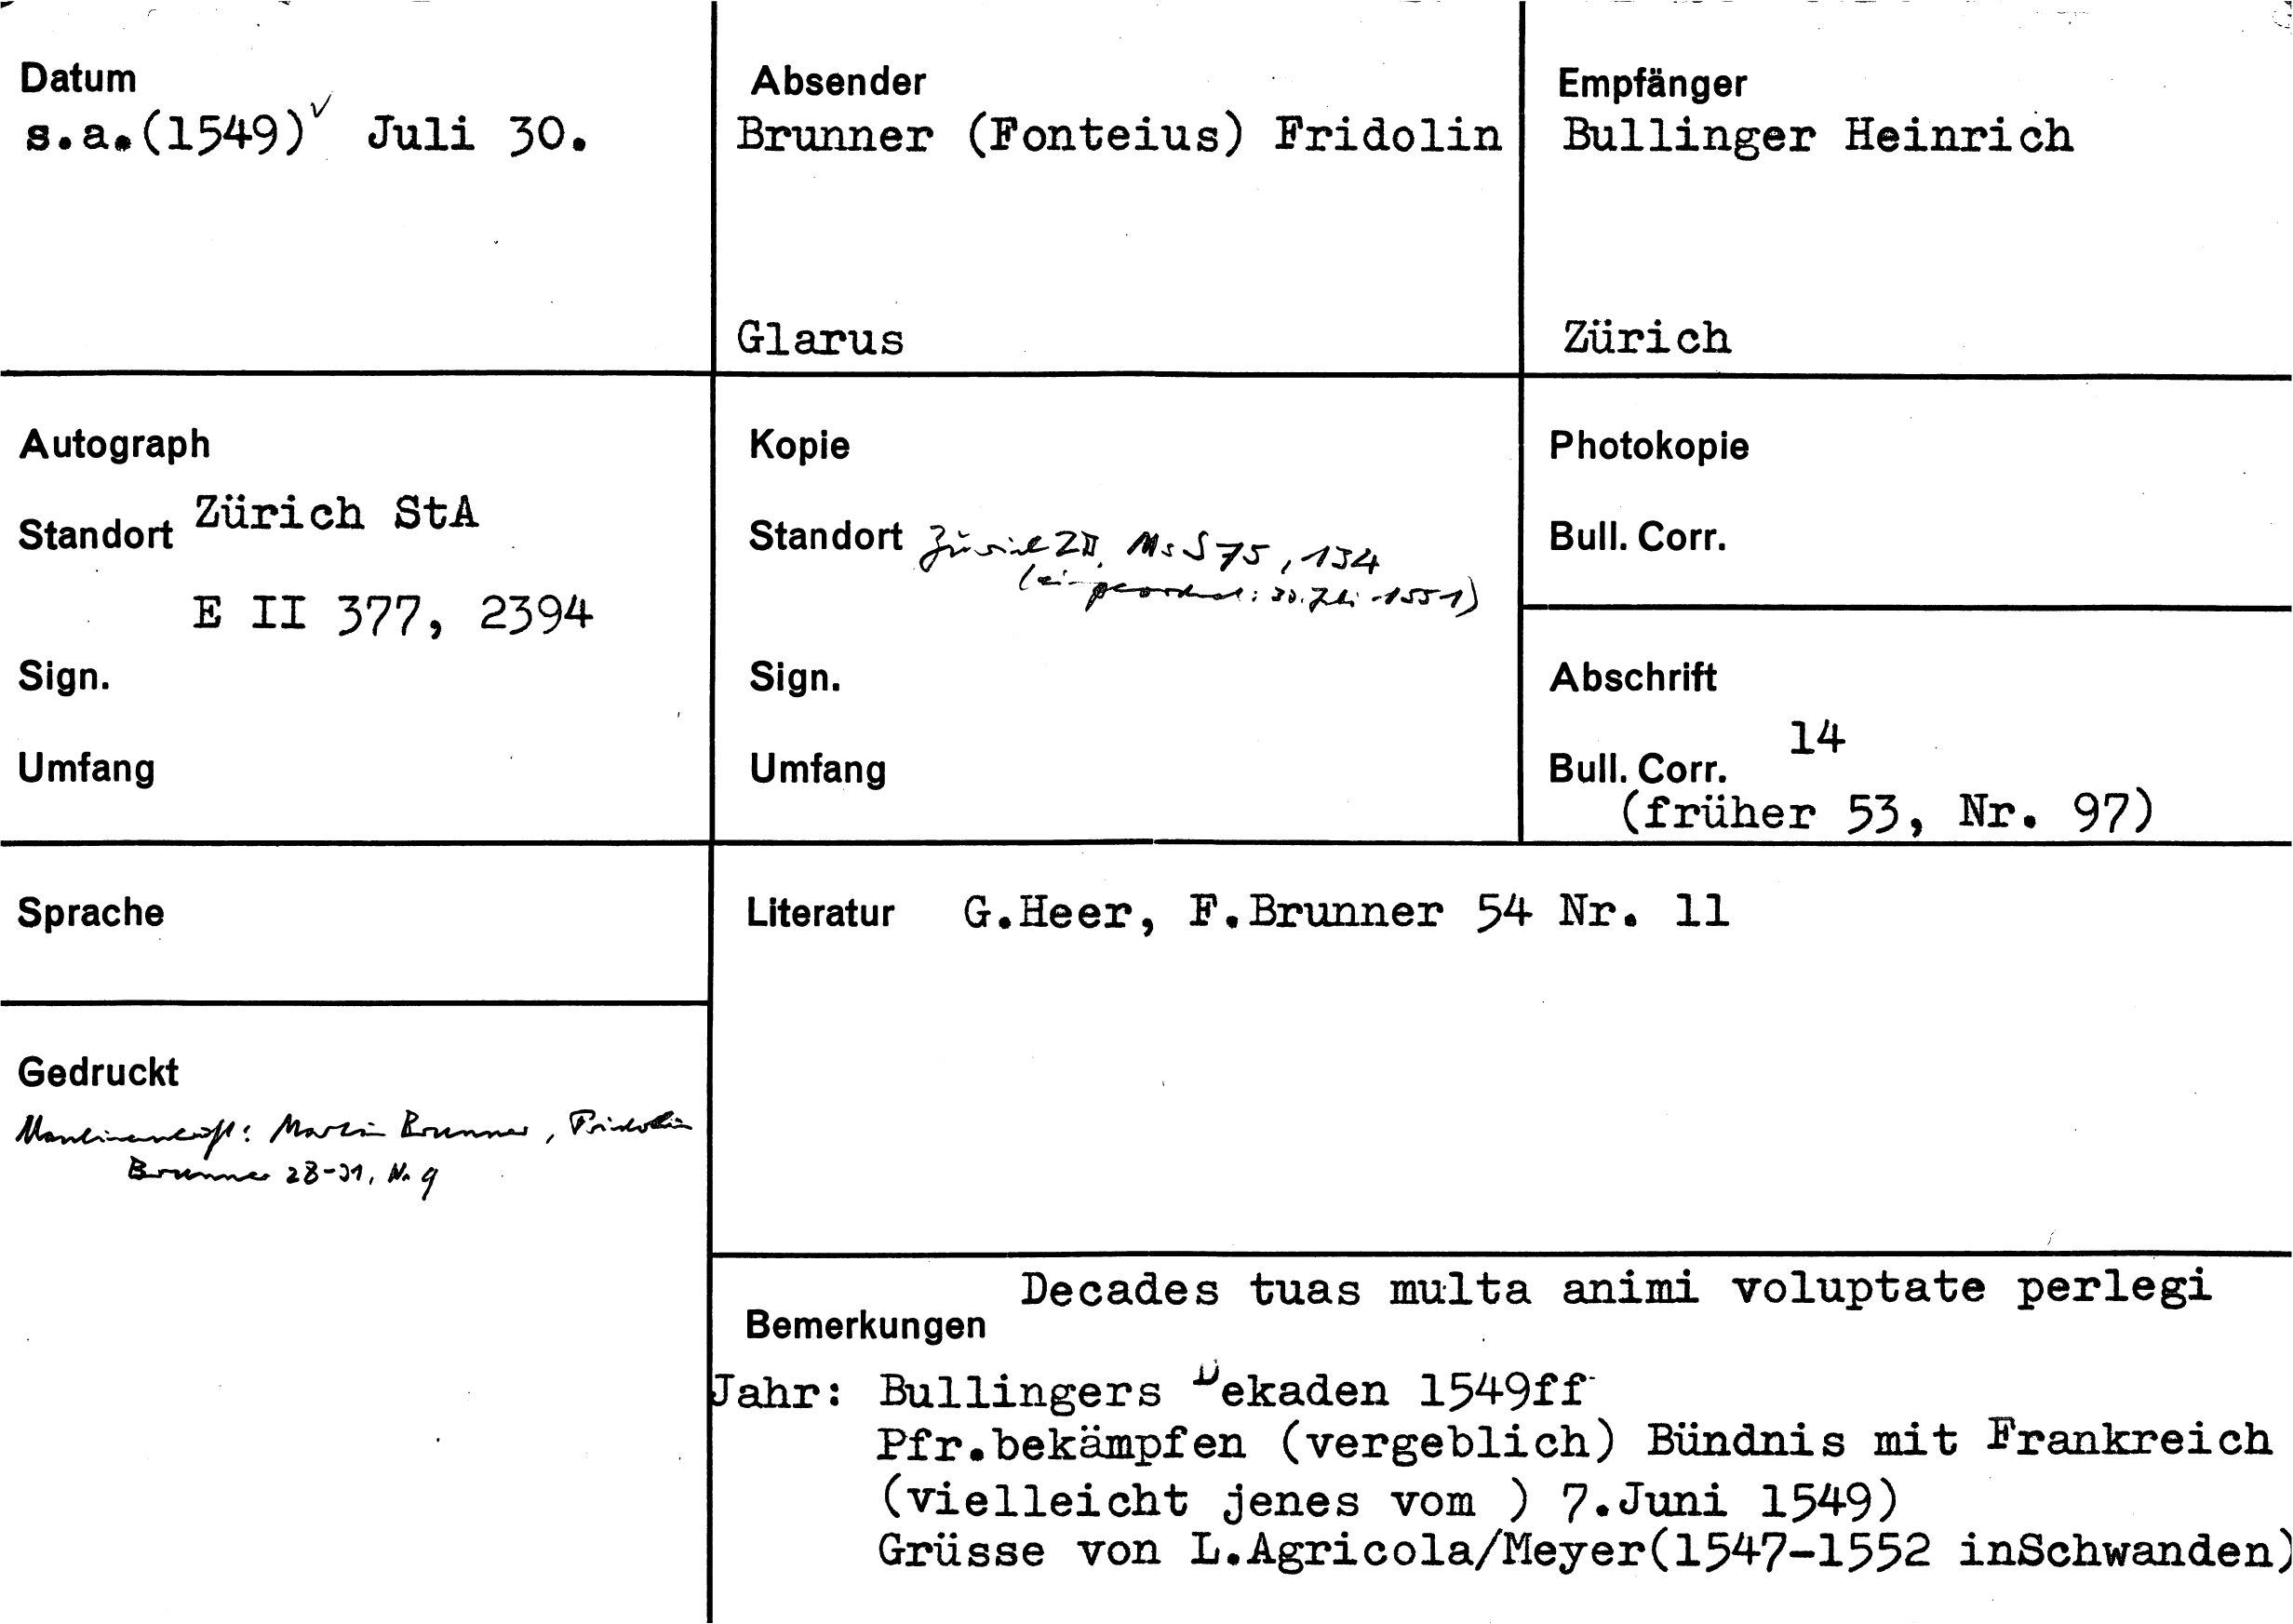 Datum
s.a.(1549) Juli 30.
Absender
Brunner (Fonteius) Fridolin
Glarus
Empfänger
Bullinger Heinrich
Zürich
Autograph
Standort Zürich StA
E II 377, 2394
Sign.
Umfang
Kopie
Standort Zürich ZB, Ms S 75, 134
(eingeordnet: 30. Juli 1551)
Sign.
Umfang
Photokopie
Bull. Corr.
Abschrift
14
Bull. Corr.
(früher 53, Nr. 97)
Sprache
Literatur G.Heer, F.Brunner 54 Nr. 11
Gedruckt
Martin Brunner, Fridolin
Brunner 28-31, Nr. 9
Decades tuas multa animi voluptate perlegi
Bemerkungen
Jahr: Bullingers Dekaden 1549ff
Pfr.bekämpfen (vergeblich) Bündnis mit Frankreich
(vielleicht jenes vom ) 7.Juni 1549)
Grüsse von L.Agricola/Meyer(1547-1552 inSchwanden)